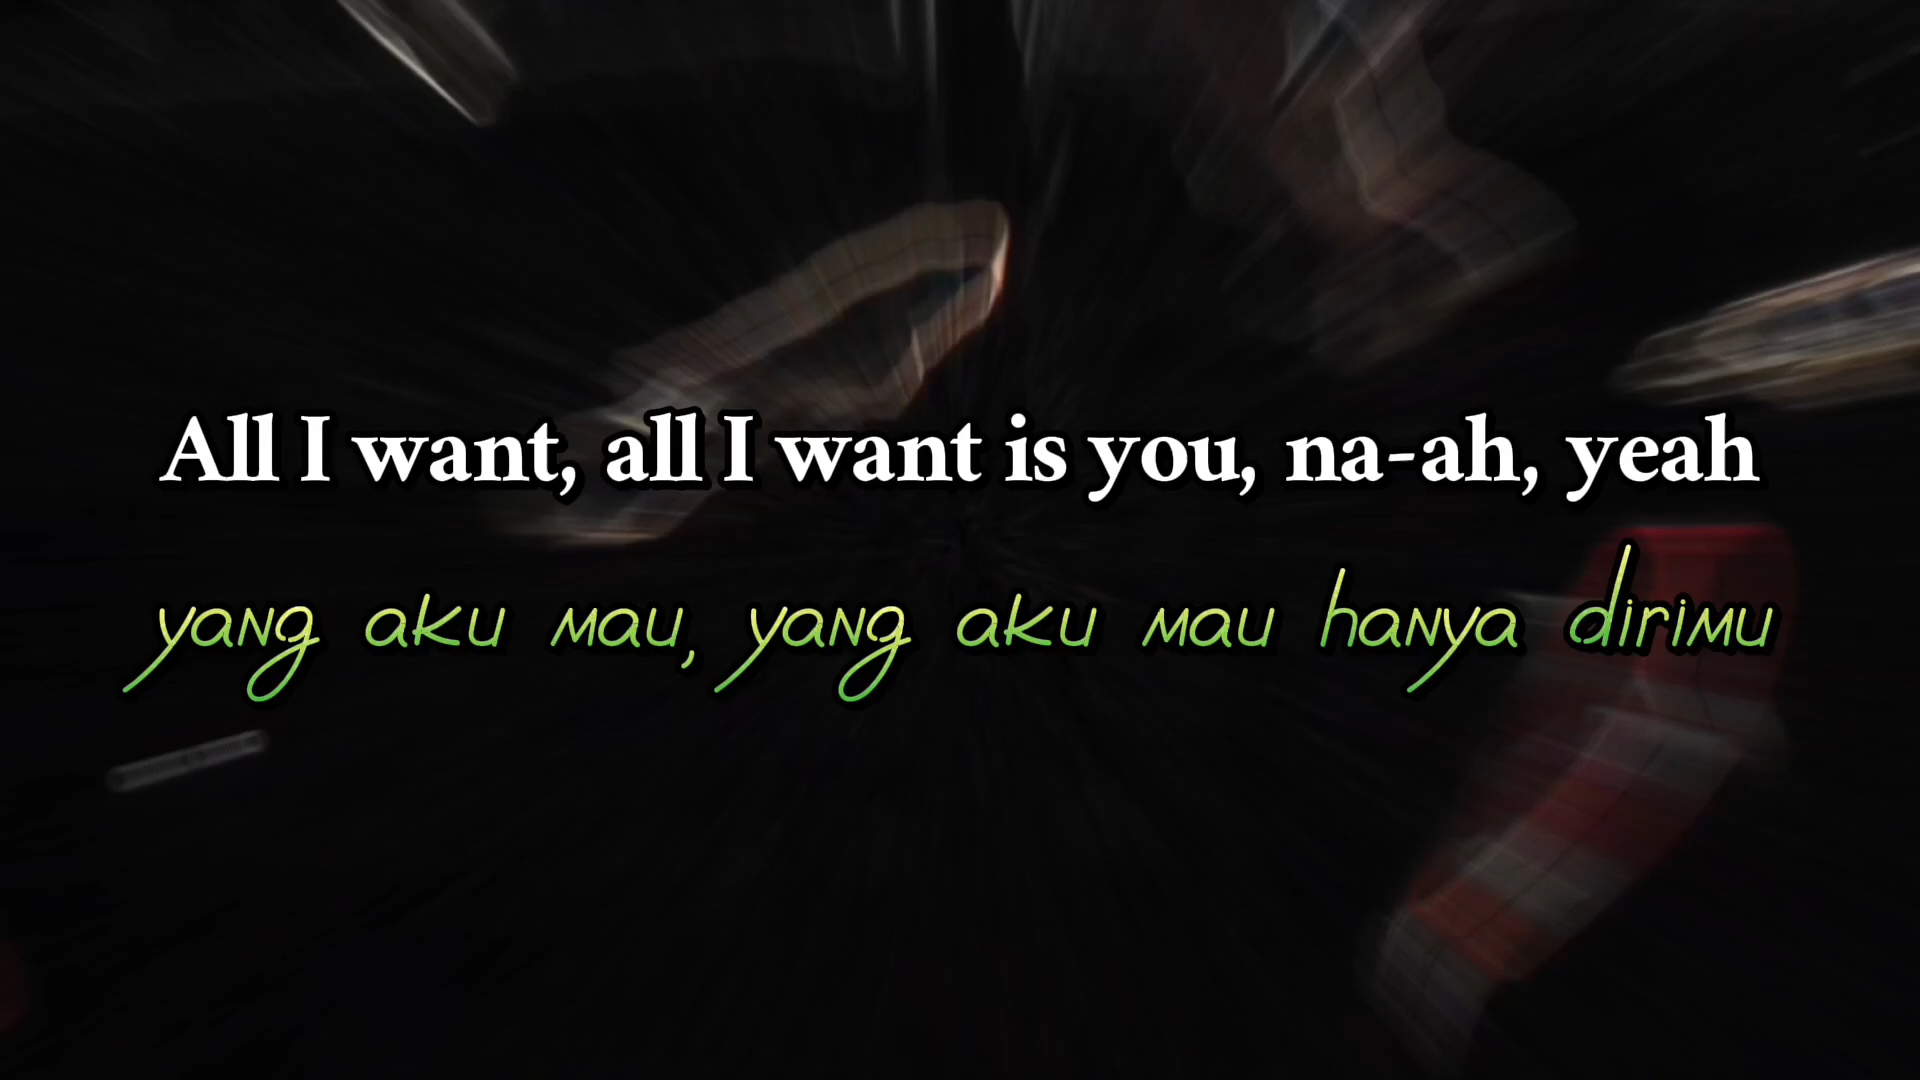 All I want, all I want is you, na-ah, yeah
yang aku mau, yang aku mau hanya dirimu